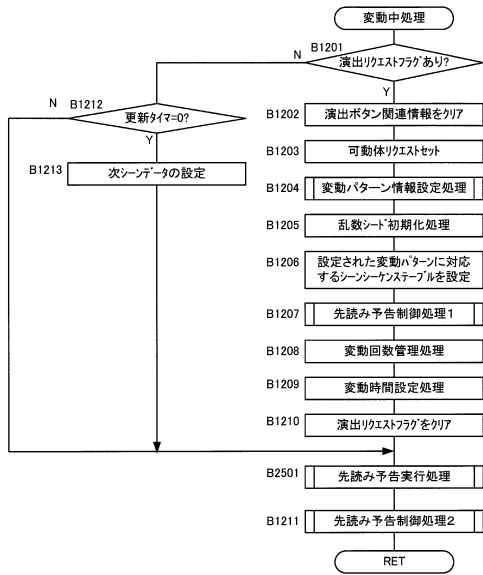 変動中処理
B1201
N
演出リクエストフラグあり?
Y
N
B1212
更新タイマ=0?
Y
B1213
次シーンデータの設定
B1202
演出ボタン関連情報をクリア
B1203
可動体リクエストセット
B1204
変動パターン情報設定処理
B1205
乱数シード初期化処理
B1206
設定された変動パターンに対応
するシーンシーケンステーブルを設定
B1207
先読み予告制御処理1
B1208
変動回数管理処理
B1209
変動時間設定処理
B1210
演出リクエストフラグをクリア
B2501
先読み予告実行処理
B1211
先読み予告制御処理2
RET